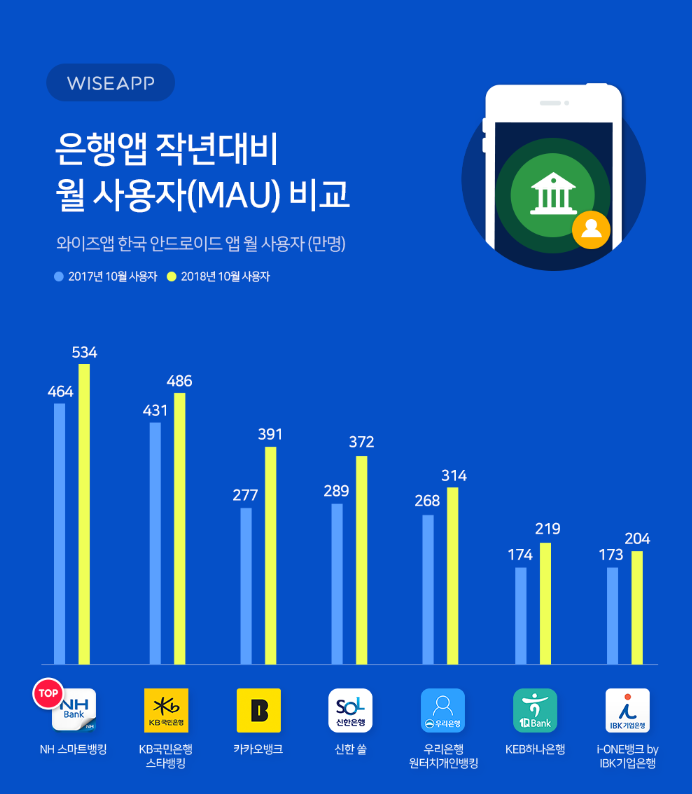 WISEAPP
은행앱 작년대비
월 사용자(MAU) 비교
와이즈앱 한국 안드로이드 앱 월 사용자 (만명)
2017년 10월 사용자 2018년 10월 사용자
464 534
431 486
277 391
289 372
268 314
174 219
173 204
TOP
NH
Bank
NH
KB국민은행
B
SOL
신한은행
우리은행
1Q Bank
i
IBK기업은행
NH 스마트뱅킹
KB국민은행
스타뱅킹
카카오뱅크
신한 쏠
우리은행
원터치개인뱅킹
KEB하나은행
i-ONE뱅크 by
IBK기업은행